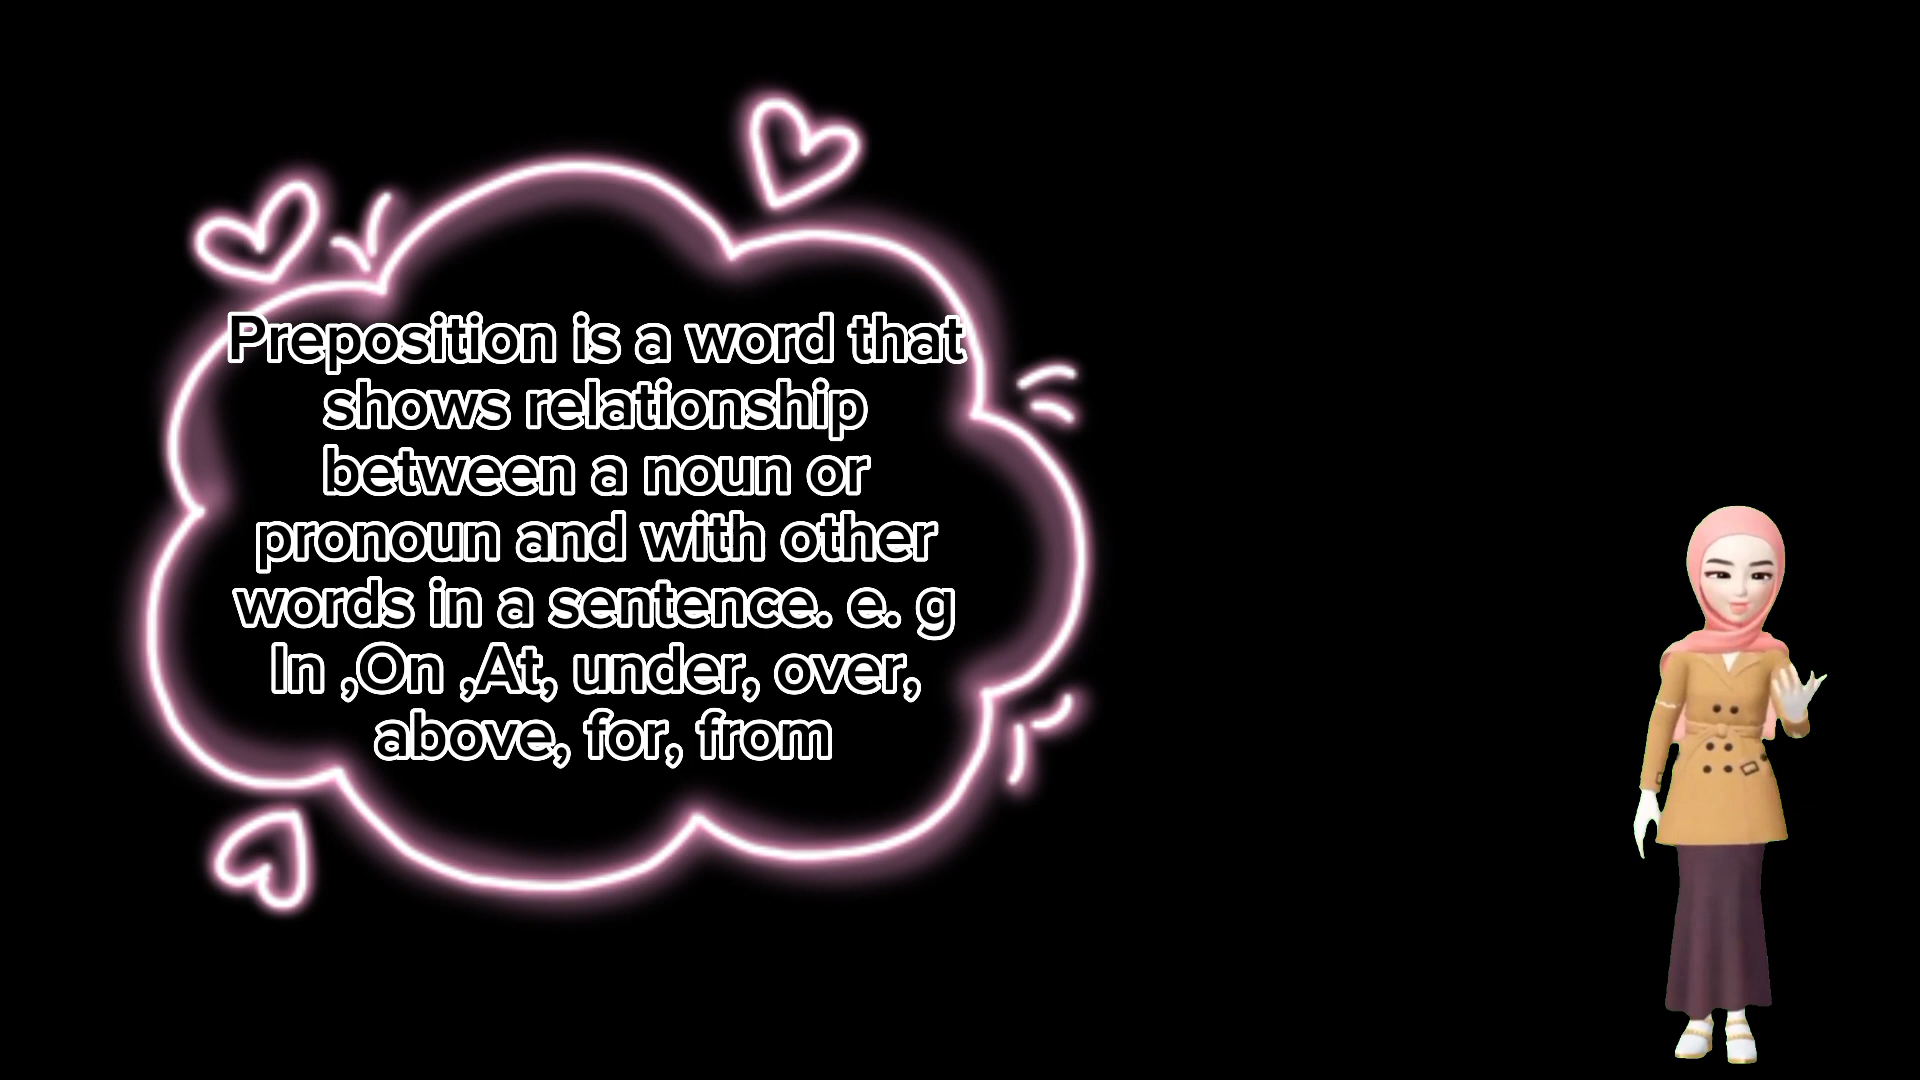 Preposition is a word that
shows relationship
between a noun or
pronoun and with other
words in a sentence. e. g
In ,On ,At, under, over,
above, for, from